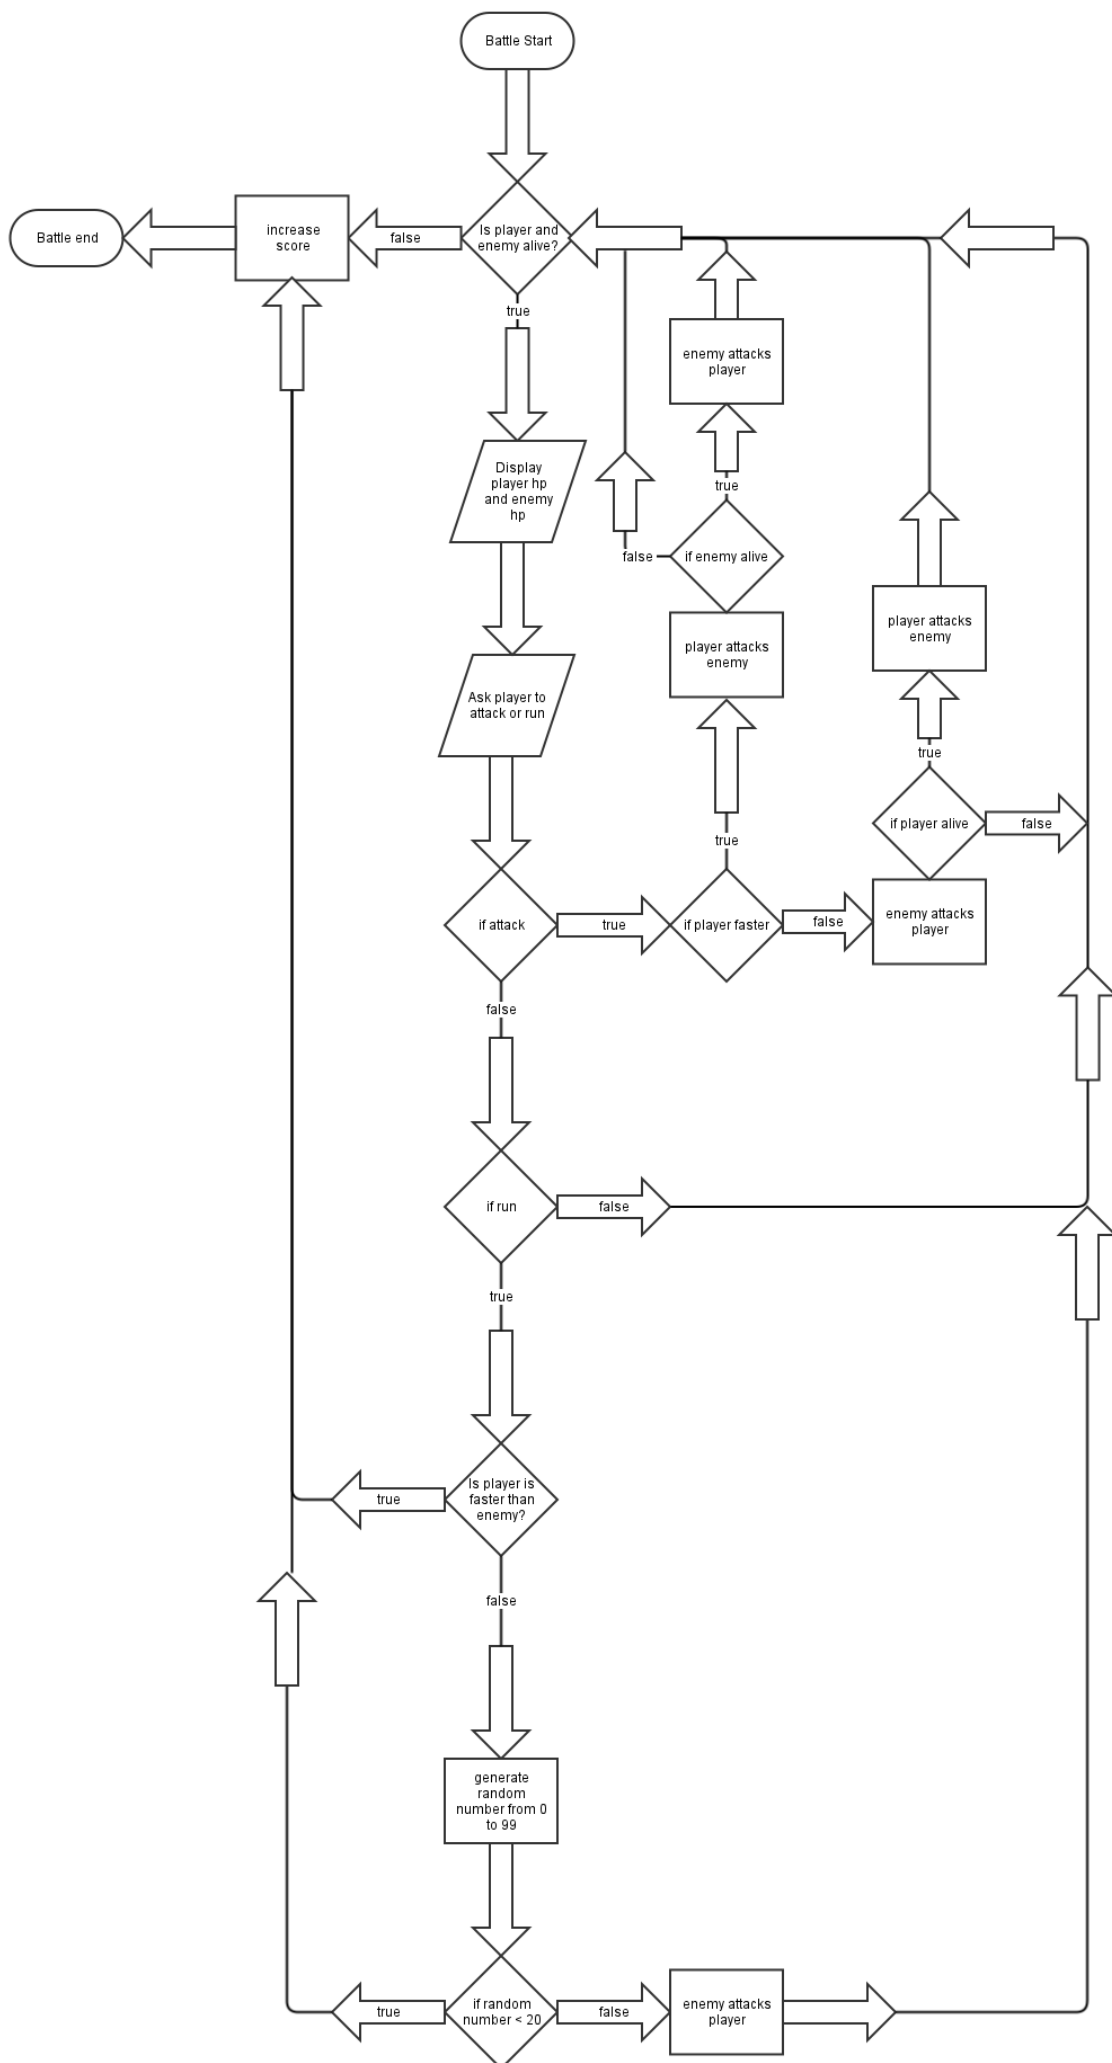 Battle Start
Battle end
increase
score
false
Is player and
enemy alive?
true
enemy attacks
player
true
Display
player hp
and enemy
hp
false
if enemy alive
player attacks
enemy
player attacks
enemy
Ask player to
attack or run
true
if player alive
false
true
if attack
true
if player faster
false
enemy attacks
player
false
if run
false
true
true
Is player is
faster than
enemy?
false
generate
random
number from 0
to 99
true
if random
number < 20
false
enemy attacks
player